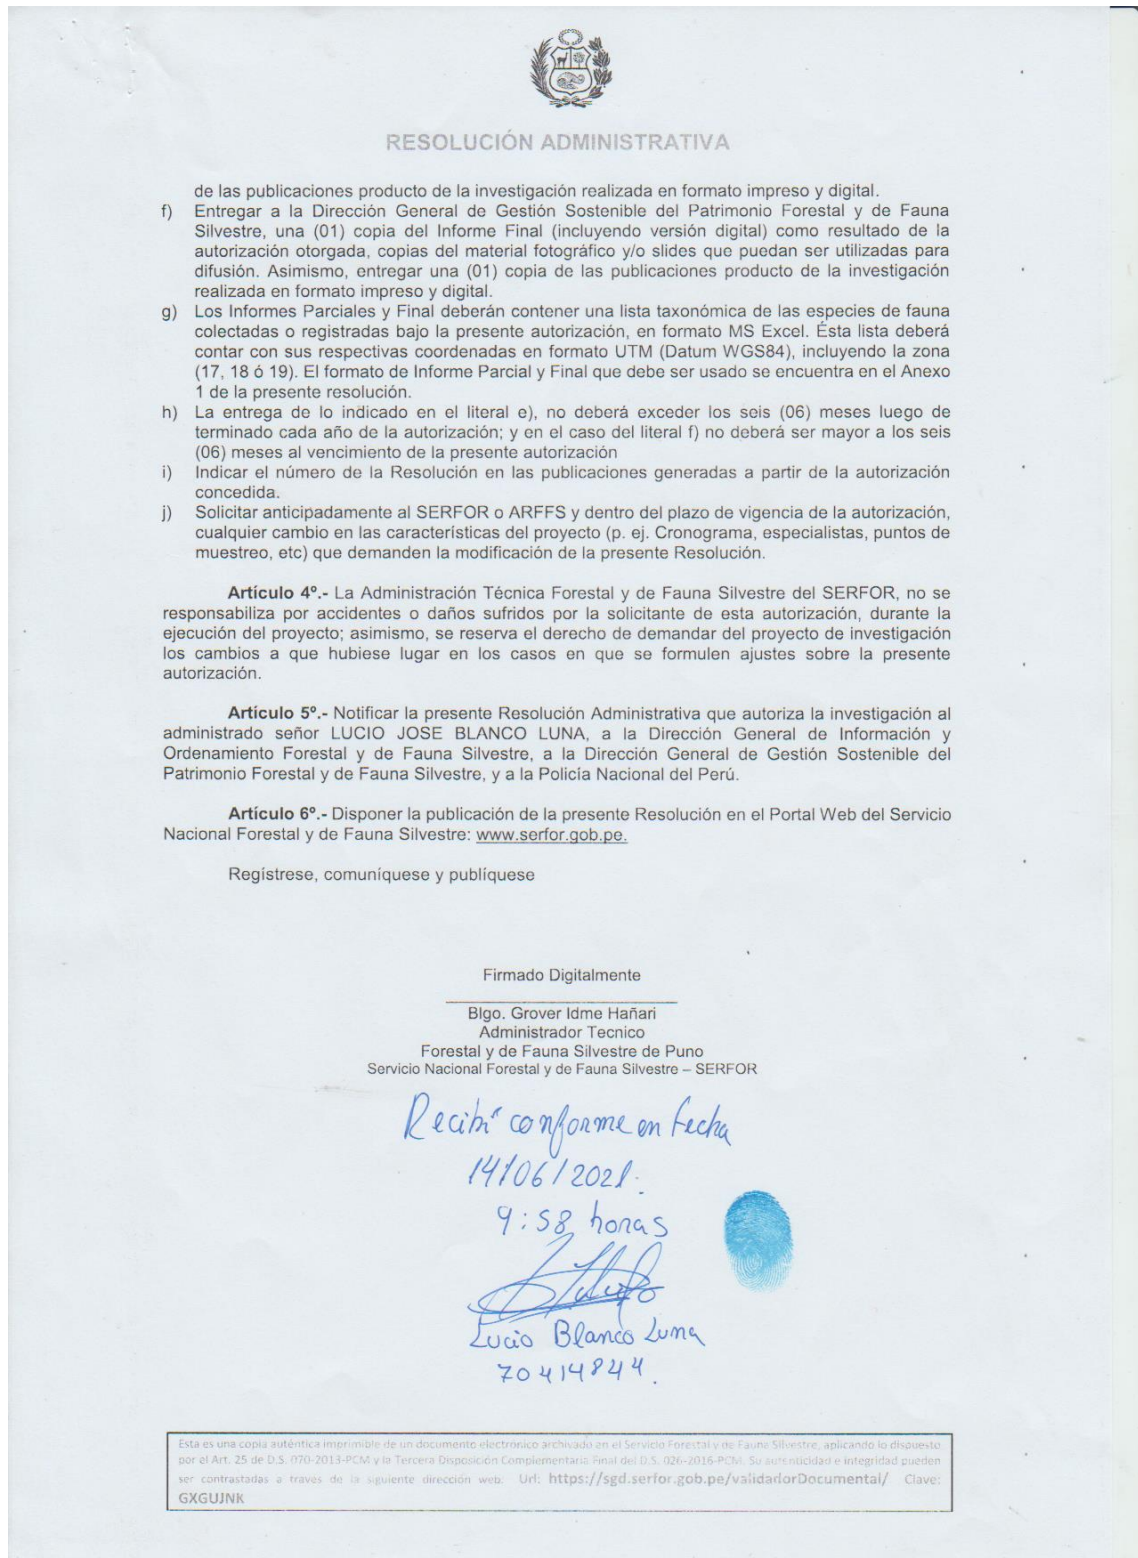 RESOLUCIÓN ADMINISTRATIVA
de las publicaciones producto de la investigación realizada en formato impreso y digital.
f) Entregar a la Dirección General de Gestión Sostenible del Patrimonio Forestal y de Fauna
Silvestre, una (01) copia del Informe Final (incluyendo versión digital) como resultado de la
autorización otorgada, copias del material fotográfico y/o slides que puedan ser utilizadas para
difusión. Asimismo, entregar una (01) copia de las publicaciones producto de la investigación
realizada en formato impreso y digital.
g) Los Informes Parciales y Final deberán contener una lista taxonómica de las especies de fauna
colectadas o registradas bajo la presente autorización, en formato MS Excel. Ésta lista deberá
contar con sus respectivas coordenadas en formato UTM (Datum WGS84), incluyendo la zona
(17, 18 ó 19). El formato de Informe Parcial y Final que debe ser usado se encuentra en el Anexo
1 de la presente resolución.
h) La entrega de lo indicado en el literal e), no deberá exceder los seis (06) meses luego de
terminado cada año de la autorización; y en el caso del literal f) no deberá ser mayor a los seis
(06) meses al vencimiento de la presente autorización
i) Indicar el número de la Resolución en las publicaciones generadas a partir de la autorización
concedida.
j) Solicitar anticipadamente al SERFOR o ARFFS y dentro del plazo de vigencia de la autorización,
cualquier cambio en las características del proyecto (p. ej. Cronograma, especialistas, puntos de
muestreo, etc) que demanden la modificación de la presente Resolución.
Artículo 4º.- La Administración Técnica Forestal y de Fauna Silvestre del SERFOR, no se
responsabiliza por accidentes o daños sufridos por la solicitante de esta autorización, durante la
ejecución del proyecto; asimismo, se reserva el derecho de demandar del proyecto de investigación
los cambios a que hubiese lugar en los casos en que se formulen ajustes sobre la presente
autorización.
Artículo 5º.- Notificar la presente Resolución Administrativa que autoriza la investigación al
administrado señor LUCIO JOSE BLANCO LUNA, a la Dirección General de Información y
Ordenamiento Forestal y de Fauna Silvestre, a la Dirección General de Gestión Sostenible del
Patrimonio Forestal y de Fauna Silvestre, y a la Policía Nacional del Perú.
Artículo 6º.- Disponer la publicación de la presente Resolución en el Portal Web del Servicio
Nacional Forestal y de Fauna Silvestre: www.serfor.gob.pe.
Regístrese, comuníquese y publíquese
Firmado Digitalmente
Blgo. Grover Idme Hañari
Administrador Tecnico
Forestal y de Fauna Silvestre de Puno
Servicio Nacional Forestal y de Fauna Silvestre – SERFOR
Recibí conforme en fecha
14/06/2021.
9:58 horas
Lucio Blanco Luna
70414844.
Esta es una copia auténtica imprimible de un documento electrónico archivado en el Servicio Forestal y de Fauna Silvestre, aplicando lo dispuesto
por el Art. 25 de D.S. 070-2013-PCM y la Tercera Disposición Complementaria Final del D.S. 026-2016-PCM. Su autenticidad e integridad pueden
ser contrastadas a traves de la siguiente dirección web. Url: https://sgd.serfor.gob.pe/validadorDocumental/ Clave:
GXGUJNK